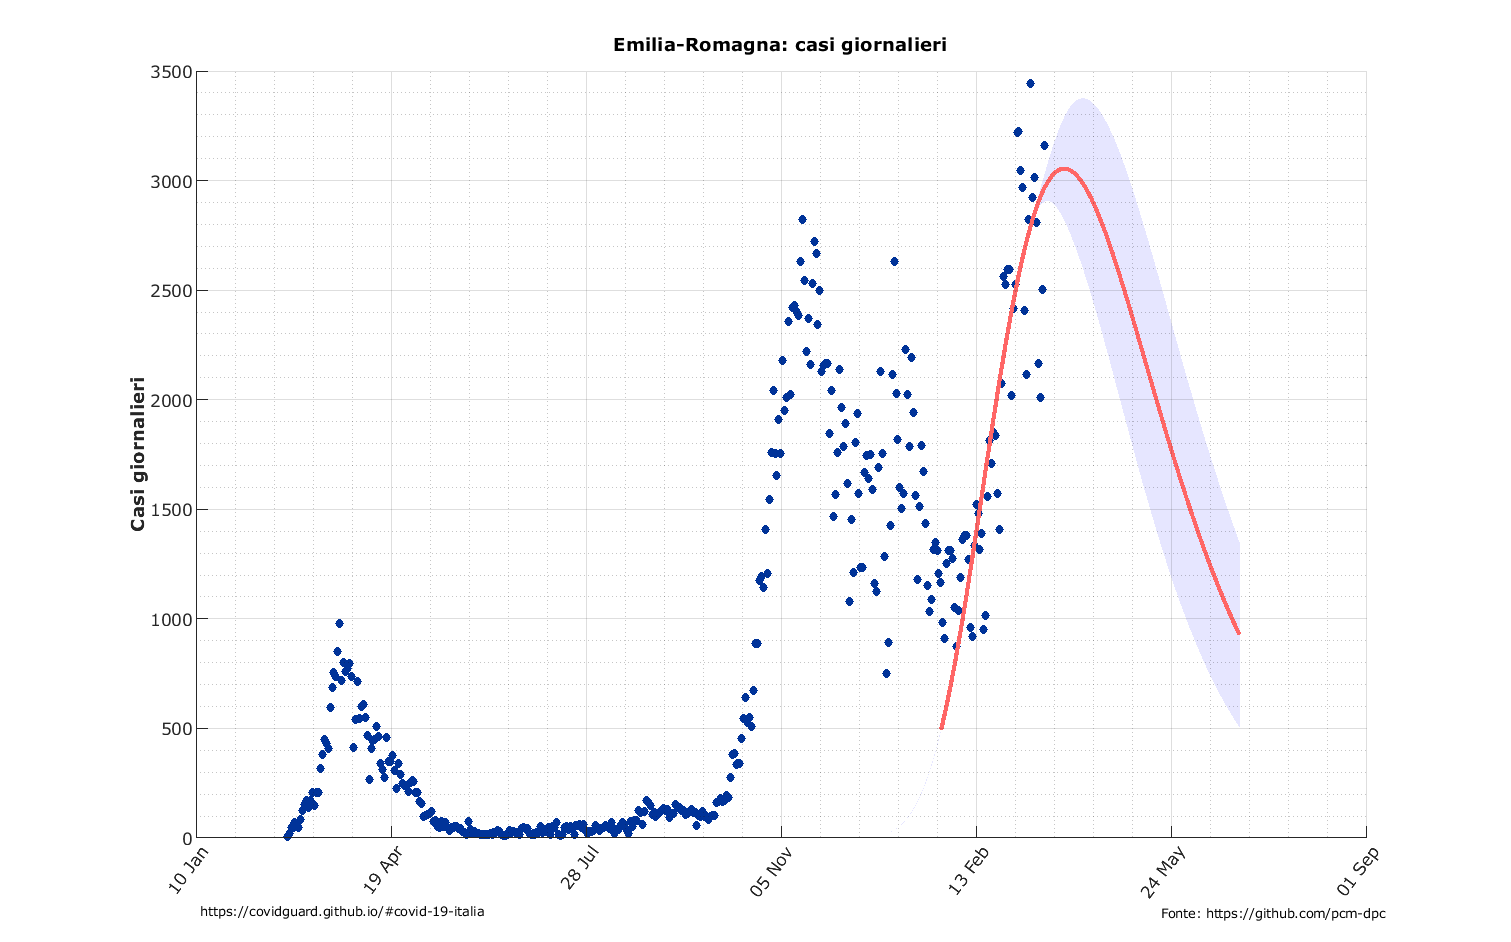 Emilia-Romagna: casi giornalieri
Casi giornalieri
3500
3000
2500
2000
1500
1000
500
0
10 Jan
19 Apr
28 Jul
05 Nov
13 Feb
24 May
01 Sep
https://covidguard.github.io/#covid-19-italia
Fonte: https://github.com/pcm-dpc